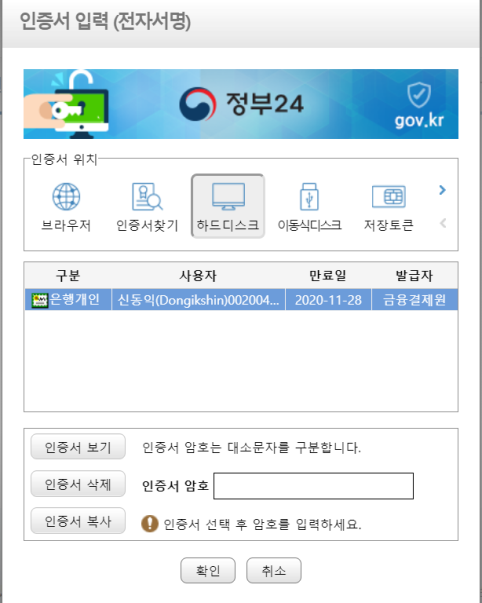 인증서 입력 (전자서명)
정부24
gov.kr
인증서 위치
브라우저 인증서찾기 하드디스크 이동식디스크 저장토큰
구분 사용자 만료일 발급자
은행개인 신동익(Dongikshin)002004... 2020-11-28 금융결제원
인증서 보기 인증서 암호는 대소문자를 구분합니다.
인증서 삭제 인증서 암호
인증서 복사 인증서 선택 후 암호를 입력하세요.
확인 취소